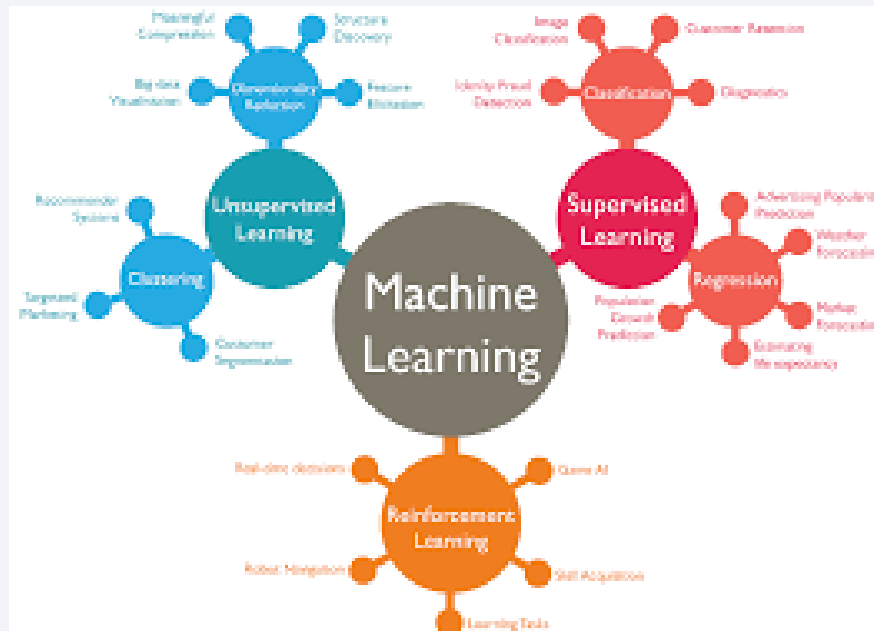 Meaningful
Compression
Structure
Discovery
Big data
Visualisation
Dimensionality
Reduction
Feature
Elicitation
Unsupervised
Learning
Recommender
Systems
Clustering
Targeted
Marketing
Customer
Segmentation
Machine
Learning
Image
Classification
Customer Retention
Identity Fraud
Detection
Classification
Diagnostics
Supervised
Learning
Advertising
Prediction
Weather
Forecasting
Regression
Population
Growth
Prediction
Market
Forecasting
Estimating
life expectancy
Real-time decisions
Game AI
Reinforcement
Learning
Robot Navigation
Skill Acquisition
Learning Tasks